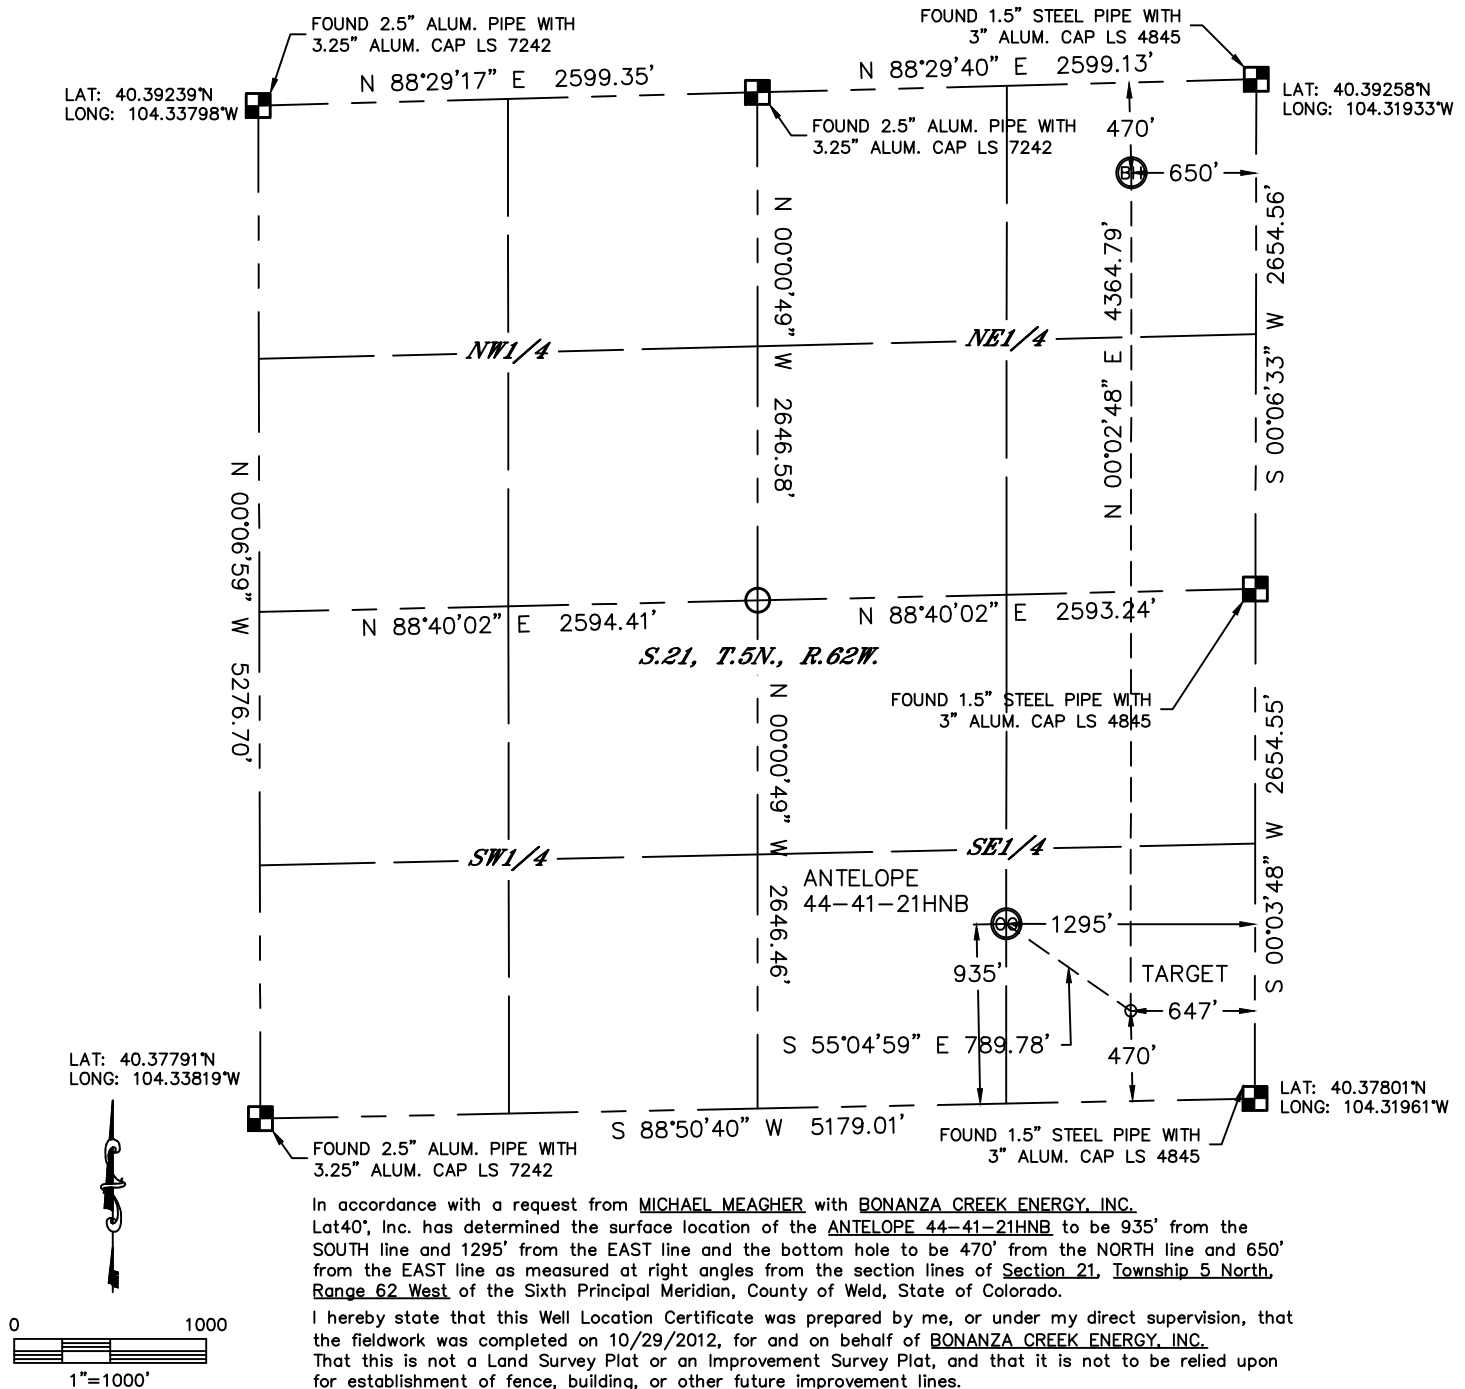 FOUND 2.5" ALUM. PIPE WITH
3.25" ALUM. CAP LS 7242
FOUND 1.5" STEEL PIPE WITH
3" ALUM. CAP LS 4845
N 88°29'17" E 2599.35'
N 88°29'40" E 2599.13'
LAT: 40.39239°N
LONG: 104.33798°W
LAT: 40.39258°N
LONG: 104.31933°W
FOUND 2.5" ALUM. PIPE WITH
3.25" ALUM. CAP LS 7242
470'
BH
650'
N 00°00'49" W 2646.58'
N 00°02'48" E 4364.79'
S 00°06'33" W 2654.56'
NW1/4
NE1/4
N 00°06'59" W 5276.70'
N 88°40'02" E 2594.41'
N 88°40'02" E 2593.24'
S.21, T.5N., R.62W.
FOUND 1.5" STEEL PIPE WITH
3" ALUM. CAP LS 4845
N 00°00'49" W 2646.46'
S 00°03'48" W 2654.55'
SW1/4
SE1/4
ANTELOPE
44-41-21HNB
1295'
935'
TARGET
647'
S 55°04'59" E 789.78'
470'
LAT: 40.37791°N
LONG: 104.33819°W
LAT: 40.37801°N
LONG: 104.31961°W
S 88°50'40" W 5179.01'
FOUND 2.5" ALUM. PIPE WITH
3.25" ALUM. CAP LS 7242
FOUND 1.5" STEEL PIPE WITH
3" ALUM. CAP LS 4845
In accordance with a request from MICHAEL MEAGHER with BONANZA CREEK ENERGY, INC.
Lat40°, Inc. has determined the surface location of the ANTELOPE 44-41-21HNB to be 935' from the
SOUTH line and 1295' from the EAST line and the bottom hole to be 470' from the NORTH line and 650'
from the EAST line as measured at right angles from the section lines of Section 21, Township 5 North,
Range 62 West of the Sixth Principal Meridian, County of Weld, State of Colorado.
I hereby state that this Well Location Certificate was prepared by me, or under my direct supervision, that
the fieldwork was completed on 10/29/2012, for and on behalf of BONANZA CREEK ENERGY, INC.
That this is not a Land Survey Plat or an Improvement Survey Plat, and that it is not to be relied upon
for establishment of fence, building, or other future improvement lines.
0 1000
1"=1000'